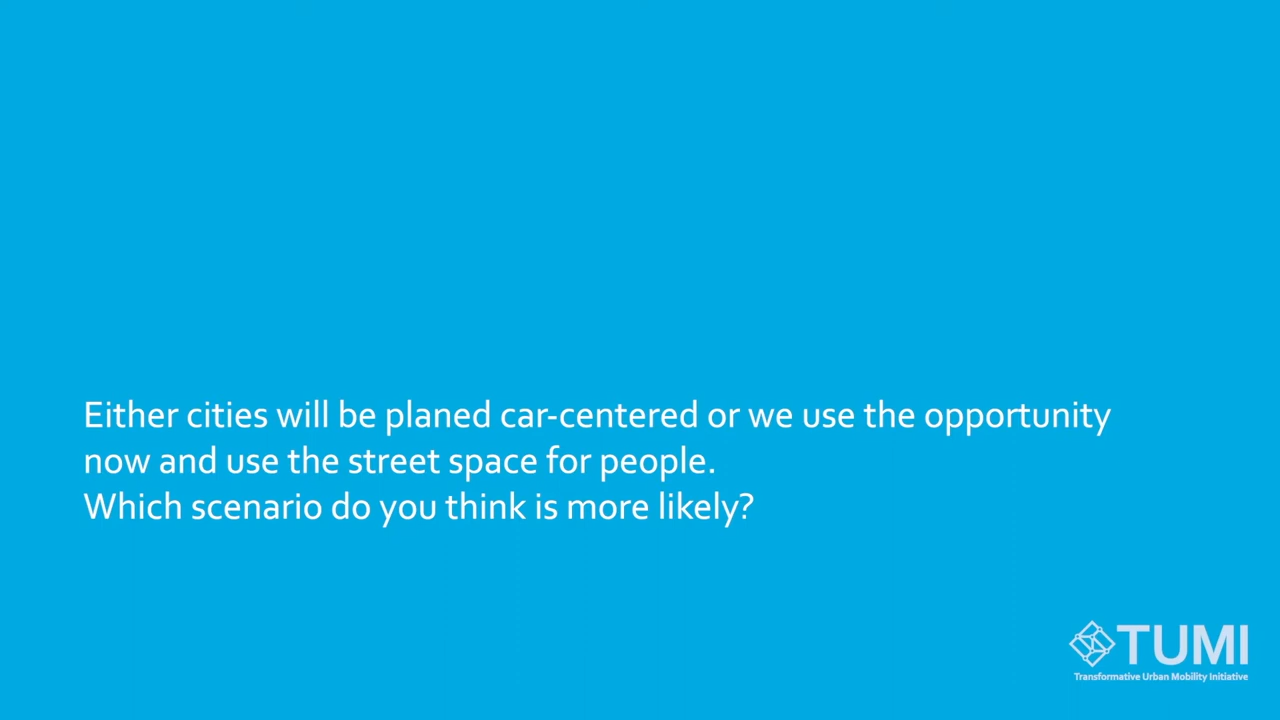 Either cities will be planed car-centered or we use the opportunity
now and use the street space for people.
Which scenario do you think is more likely?
TUMI
Transformative Urban Mobility Initiative